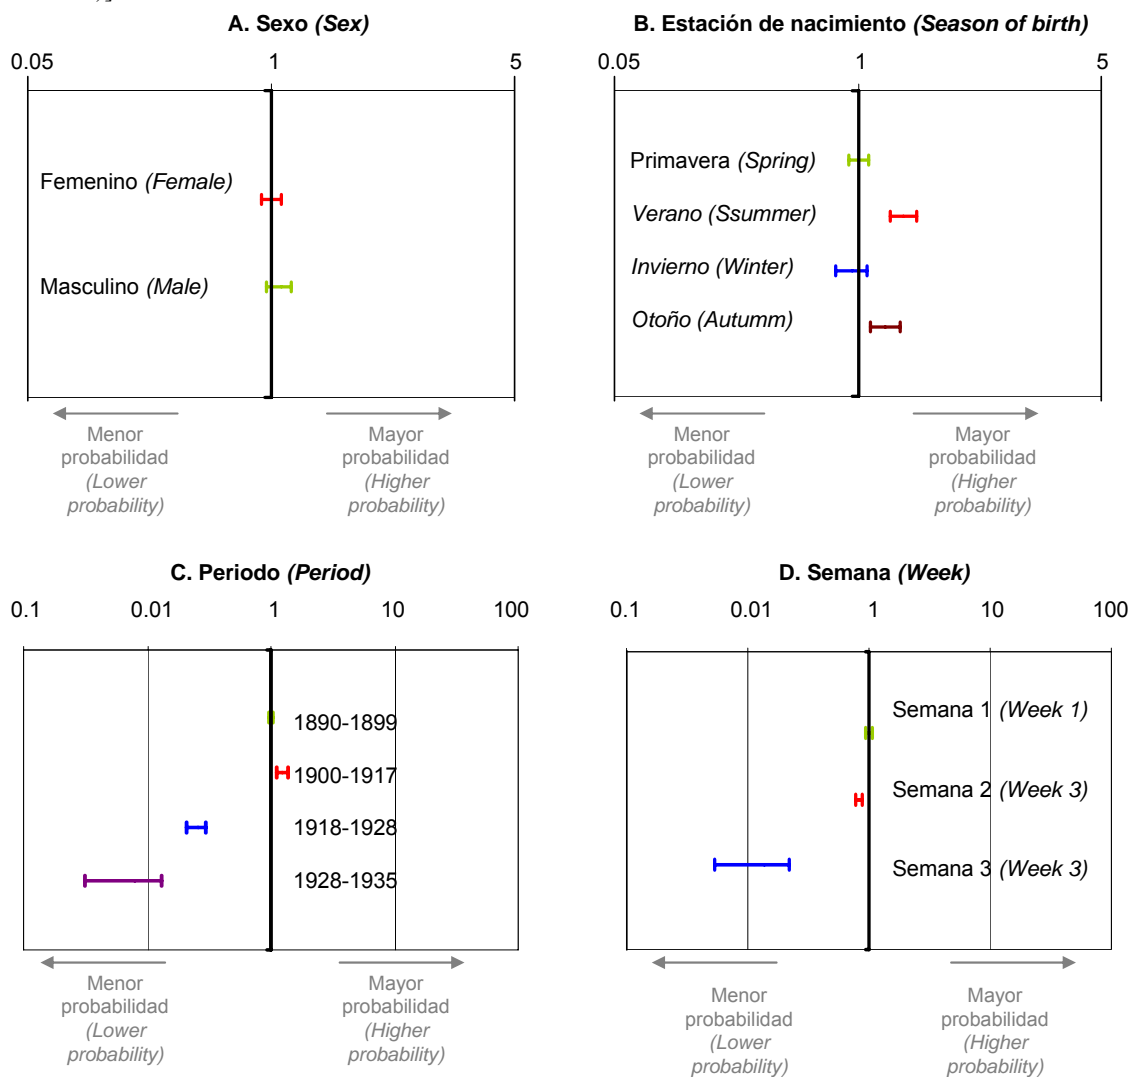 A. Sexo (Sex)
0.05 1 5
Femenino (Female)
Masculino (Male)
Menor
probabilidad
(Lower
probability)
Mayor
probabilidad
(Higher
probability)
B. Estación de nacimiento (Season of birth)
0.05 1 5
Primavera (Spring)
Verano (Ssummer)
Invierno (Winter)
Otoño (Autumm)
Menor
probabilidad
(Lower
probability)
Mayor
probabilidad
(Higher
probability)
C. Periodo (Period)
0.1 0.01 1 10 100
1890-1899
1900-1917
1918-1928
1928-1935
Menor
probabilidad
(Lower
probability)
Mayor
probabilidad
(Higher
probability)
D. Semana (Week)
0.1 0.01 1 10 100
Semana 1 (Week 1)
Semana 2 (Week 3)
Semana 3 (Week 3)
Menor
probabilidad
(Lower
probability)
Mayor
probabilidad
(Higher
probability)